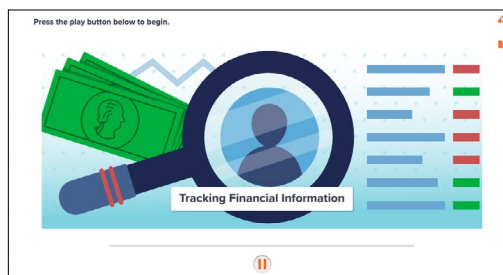 Press the play button below to begin.
Tracking Financial Information